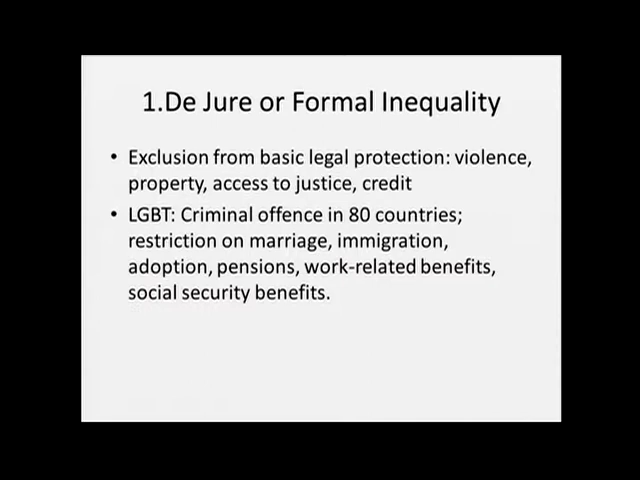 1.De Jure or Formal Inequality
• Exclusion from basic legal protection: violence,
property, access to justice, credit
• LGBT: Criminal offence in 80 countries;
restriction on marriage, immigration,
adoption, pensions, work-related benefits,
social security benefits.